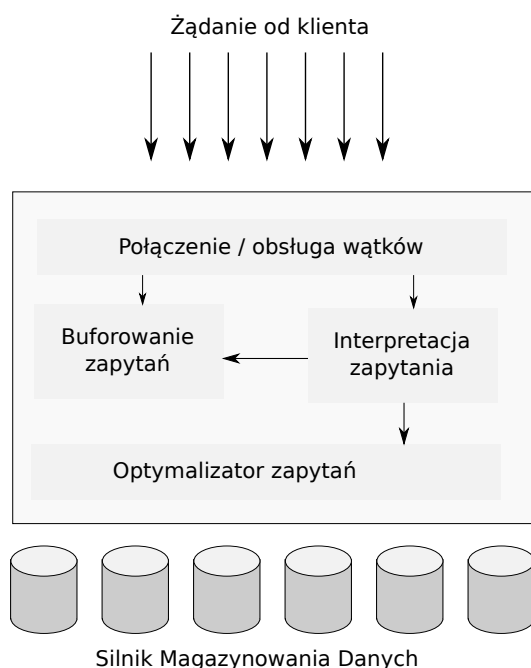 Żądanie od klienta
Połączenie / obsługa wątków
Buforowanie
zapytań
Interpretacja
zapytania
Optymalizator zapytań
Silnik Magazynowania Danych